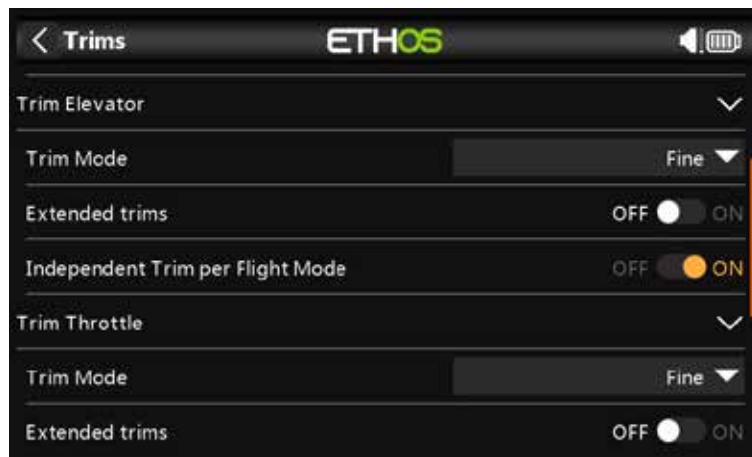 Trims ETHOS
Trim Elevator
Trim Mode Fine
Extended trims OFF ON
Independent Trim per Flight Mode OFF ON
Trim Throttle
Trim Mode Fine
Extended trims OFF ON